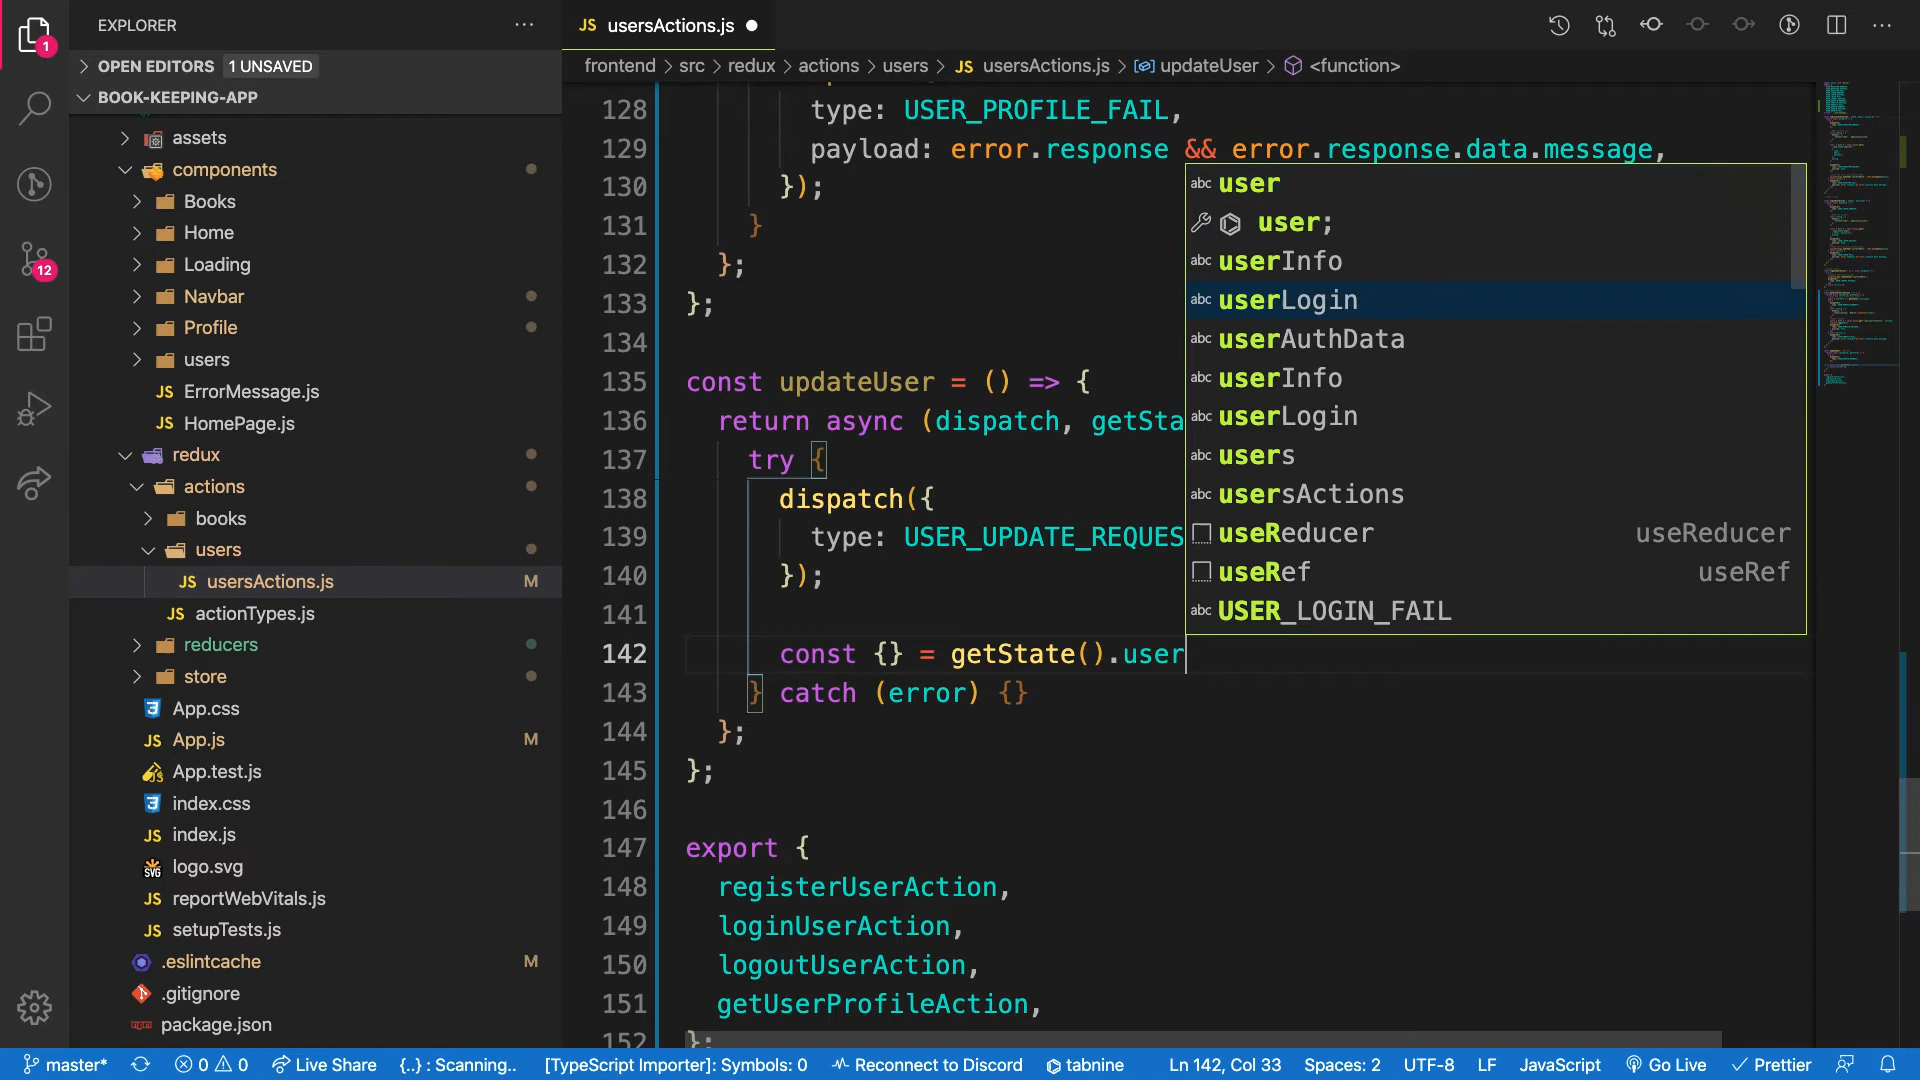 EXPLORER
OPEN EDITORS 1 UNSAVED
BOOK-KEEPING-APP
assets
components
Books
Home
Loading
Navbar
Profile
users
JS ErrorMessage.js
JS HomePage.js
redux
actions
books
users
JS usersActions.js M
JS actionTypes.js
reducers
store
App.css
JS App.js M
App.test.js
index.css
JS index.js
SVG logo.svg
JS reportWebVitals.js
JS setupTests.js
.eslintcache M
.gitignore
package.json
1
12
JS usersActions.js
frontend > src > redux > actions > users > JS usersActions.js > updateUser > <function>
128 type: USER_PROFILE_FAIL,
129 payload: error.response && error.response.data.message,
130 });
131 }
132 };
133 };
134
135 const updateUser = () => {
136 return async (dispatch, getSta
137 try {
138 dispatch({
139 type: USER_UPDATE_REQUES
140 });
141
142 const {} = getState().user
143 } catch (error) {}
144 };
145 };
146
147 export {
148 registerUserAction,
149 loginUserAction,
150 logoutUserAction,
151 getUserProfileAction,
152 };
abc user
user;
abc userInfo
abc userLogin
abc userAuthData
abc userInfo
abc userLogin
abc users
abc usersActions
useReducer useReducer
useRef useRef
abc USER_LOGIN_FAIL
master* 0 0 Live Share {..} : Scanning.. [TypeScript Importer]: Symbols: 0 Reconnect to Discord tabnine Ln 142, Col 33 Spaces: 2 UTF-8 LF JavaScript Go Live Prettier